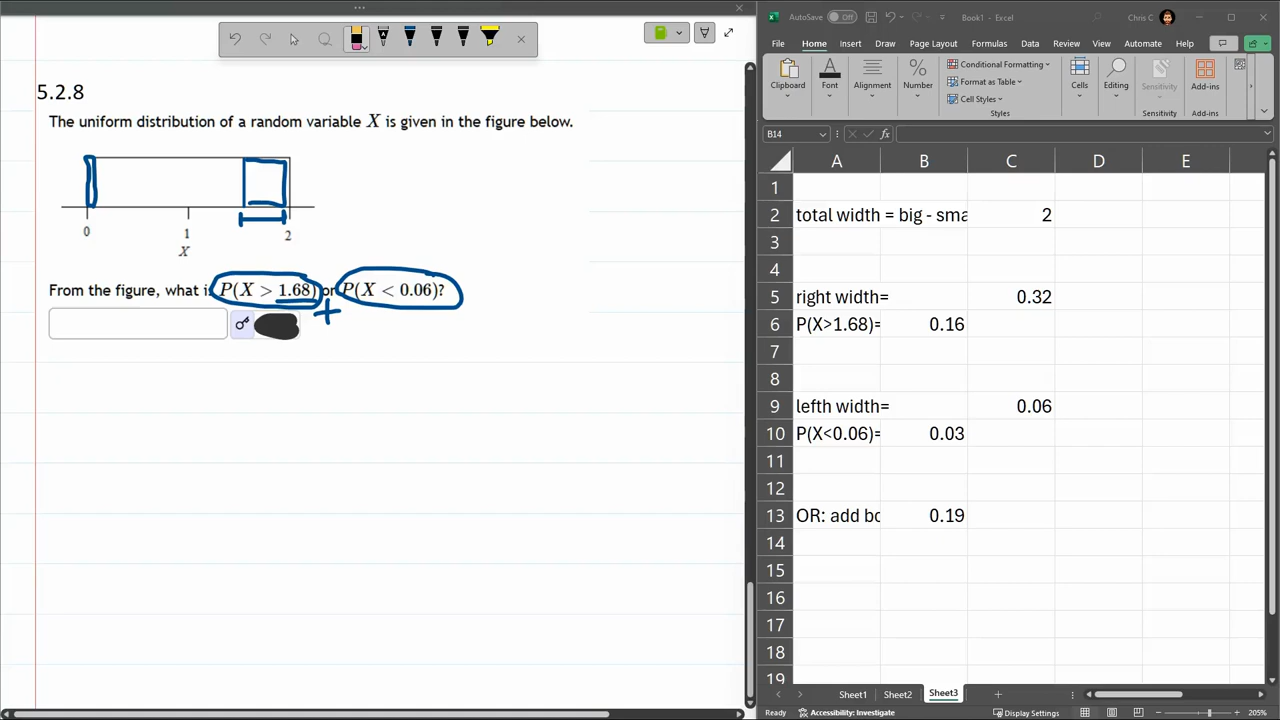 AutoSave Off Book1 - Excel Chris C
File Home Insert Draw Page Layout Formulas Data Review View Automate Help
Clipboard Font Alignment Number Conditional Formatting Format as Table Cell Styles Cells Editing Sensitivity Add-ins
Styles Sensitivity Add-ins
B14 fx
5.2.8
The uniform distribution of a random variable X is given in the figure below.
0 1 2
X
From the figure, what is P(X > 1.68) or P(X < 0.06)?
+
A B C D E
1
2 total width = big - sma 2
3
4
5 right width= 0.32
6 P(X>1.68)= 0.16
7
8
9 lefth width= 0.06
10 P(X<0.06)= 0.03
11
12
13 OR: add bo 0.19
14
15
16
17
18
19
Sheet1 Sheet2 Sheet3
Ready Accessibility: Investigate Display Settings 205%